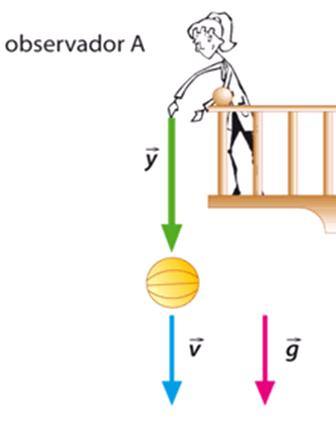 observador A
y⃗
v⃗
g⃗